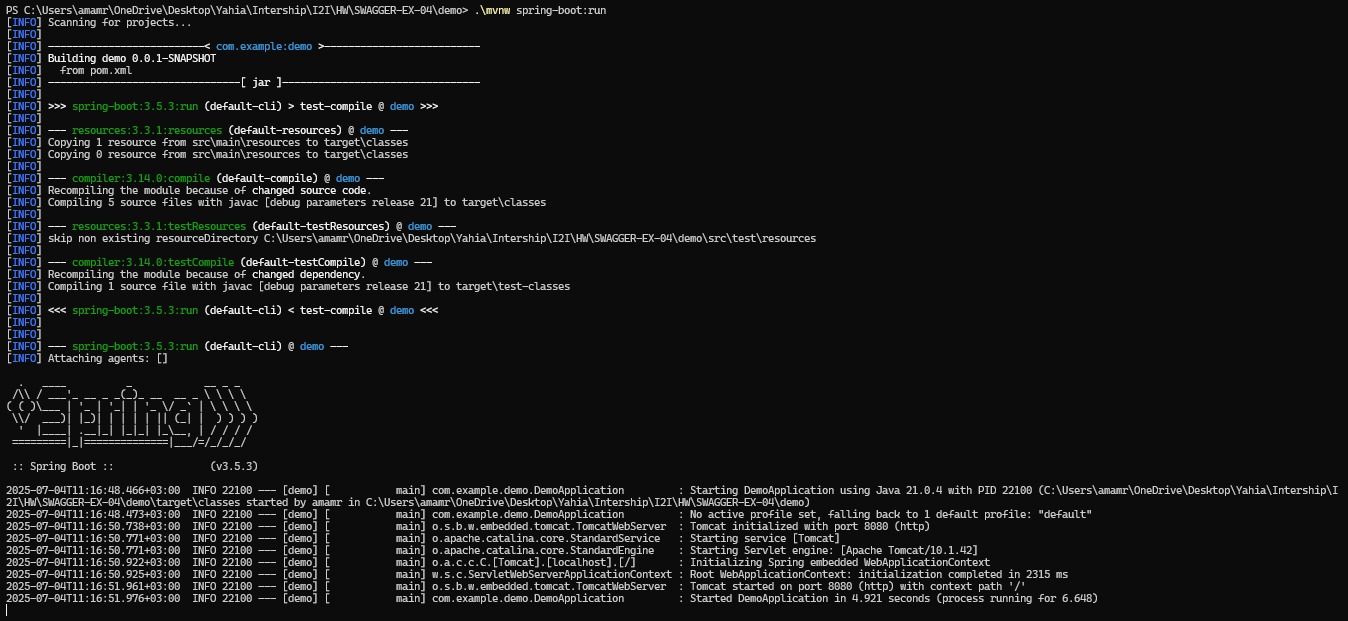 PS C:\Users\amamr\OneDrive\Desktop\Yahia\Intership\I2I\HW\SWAGGER-EX-04\demo> .\mvnw spring-boot:run
[INFO] Scanning for projects...
[INFO]
[INFO] --------------------------< com.example:demo >--------------------------
[INFO] Building demo 0.0.1-SNAPSHOT
[INFO]   from pom.xml
[INFO] --------------------------------[ jar ]---------------------------------
[INFO]
[INFO] >>> spring-boot:3.5.3:run (default-cli) > test-compile @ demo >>>
[INFO]
[INFO] --- resources:3.3.1:resources (default-resources) @ demo ---
[INFO] Copying 1 resource from src\main\resources to target\classes
[INFO] Copying 0 resource from src\main\resources to target\classes
[INFO]
[INFO] --- compiler:3.14.0:compile (default-compile) @ demo ---
[INFO] Recompiling the module because of changed source code.
[INFO] Compiling 5 source files with javac [debug parameters release 21] to target\classes
[INFO]
[INFO] --- resources:3.3.1:testResources (default-testResources) @ demo ---
[INFO] skip non existing resourceDirectory C:\Users\amamr\OneDrive\Desktop\Yahia\Intership\I2I\HW\SWAGGER-EX-04\demo\src\test\resources
[INFO]
[INFO] --- compiler:3.14.0:testCompile (default-testCompile) @ demo ---
[INFO] Recompiling the module because of changed dependency.
[INFO] Compiling 1 source file with javac [debug parameters release 21] to target\test-classes
[INFO]
[INFO] <<< spring-boot:3.5.3:run (default-cli) < test-compile @ demo <<<
[INFO]
[INFO]
[INFO] --- spring-boot:3.5.3:run (default-cli) @ demo ---
[INFO] Attaching agents: []
  .   ____          _            __ _ _
 /\\ / ___'_ __ _ _(_)_ __  __ _ \ \ \ \
( ( )\___ | '_ | '_| | '_ \/ _` | \ \ \ \
 \\/  ___)| |_)| | | | | || (_| |  ) ) ) )
  '  |____| .__|_| |_|_| |_\__, | / / / /
 =========|_|==============|___/=/_/_/_/
 :: Spring Boot ::                (v3.5.3)
2025-07-04T11:16:48.466+03:00  INFO 22100 --- [demo] [           main] com.example.demo.DemoApplication         : Starting DemoApplication using Java 21.0.4 with PID 22100 (C:\Users\amamr\OneDrive\Desktop\Yahia\Intership\I
2I\HW\SWAGGER-EX-04\demo\target\classes started by amamr in C:\Users\amamr\OneDrive\Desktop\Yahia\Intership\I2I\HW\SWAGGER-EX-04\demo)
2025-07-04T11:16:48.473+03:00  INFO 22100 --- [demo] [           main] com.example.demo.DemoApplication         : No active profile set, falling back to 1 default profile: "default"
2025-07-04T11:16:50.738+03:00  INFO 22100 --- [demo] [           main] o.s.b.w.embedded.tomcat.TomcatWebServer  : Tomcat initialized with port 8080 (http)
2025-07-04T11:16:50.771+03:00  INFO 22100 --- [demo] [           main] o.apache.catalina.core.StandardService   : Starting service [Tomcat]
2025-07-04T11:16:50.771+03:00  INFO 22100 --- [demo] [           main] o.apache.catalina.core.StandardEngine    : Starting Servlet engine: [Apache Tomcat/10.1.42]
2025-07-04T11:16:50.922+03:00  INFO 22100 --- [demo] [           main] o.a.c.c.C.[Tomcat].[localhost].[/]       : Initializing Spring embedded WebApplicationContext
2025-07-04T11:16:50.925+03:00  INFO 22100 --- [demo] [           main] w.s.c.ServletWebServerApplicationContext : Root WebApplicationContext: initialization completed in 2315 ms
2025-07-04T11:16:51.961+03:00  INFO 22100 --- [demo] [           main] o.s.b.w.embedded.tomcat.TomcatWebServer  : Tomcat started on port 8080 (http) with context path '/'
2025-07-04T11:16:51.976+03:00  INFO 22100 --- [demo] [           main] com.example.demo.DemoApplication         : Started DemoApplication in 4.921 seconds (process running for 6.648)